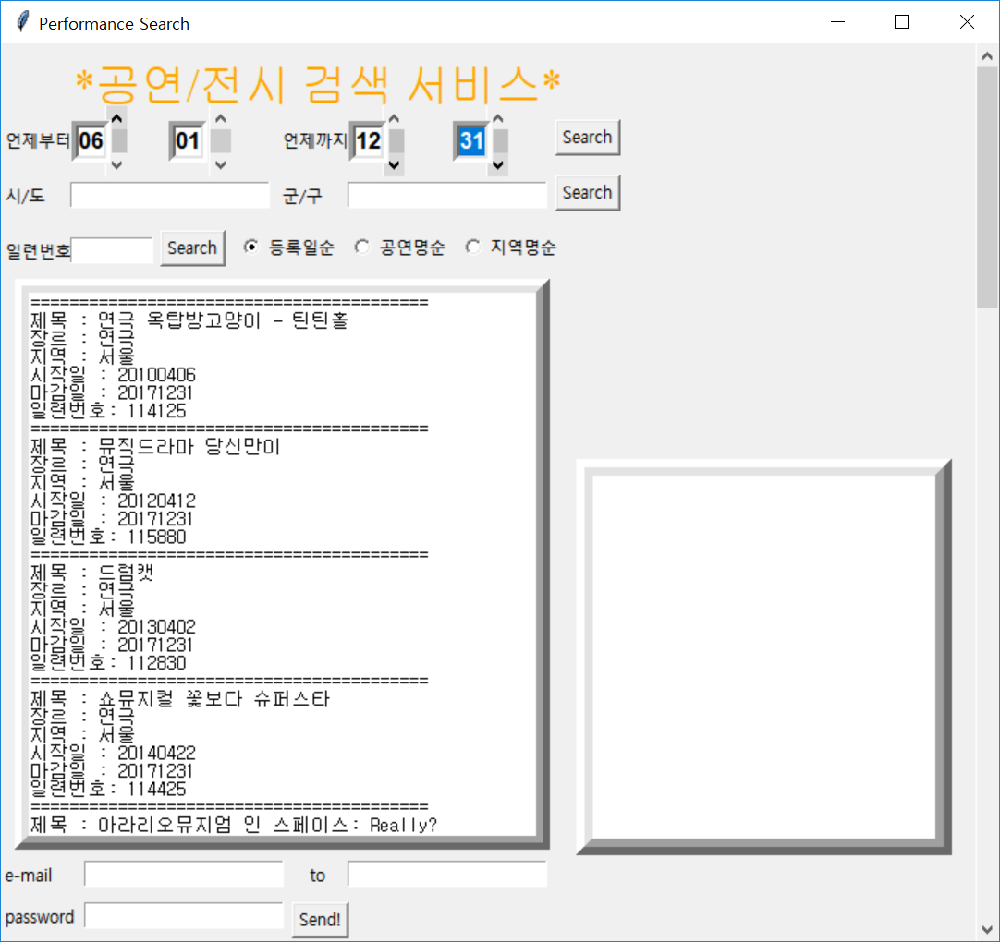 Performance Search
*공연/전시 검색 서비스*
언제부터 06 01 언제까지 12 31 Search
시/도 군/구 Search
일련번호 Search 등록일순 공연명순 지역명순
=========================================
제목 : 연극 옥탑방고양이 - 틴틴홀
장르 : 연극
지역 : 서울
시작일 : 20100406
마감일 : 20171231
일련번호: 114125
=========================================
제목 : 뮤직드라마 당신만이
장르 : 연극
지역 : 서울
시작일 : 20120412
마감일 : 20171231
일련번호: 115880
=========================================
제목 : 드럼캣
장르 : 연극
지역 : 서울
시작일 : 20130402
마감일 : 20171231
일련번호: 112830
=========================================
제목 : 쇼뮤지컬 꽃보다 슈퍼스타
장르 : 연극
지역 : 서울
시작일 : 20140422
마감일 : 20171231
일련번호: 114425
=========================================
제목 : 아라리오뮤지엄 인 스페이스: Really?
e-mail to
password Send!